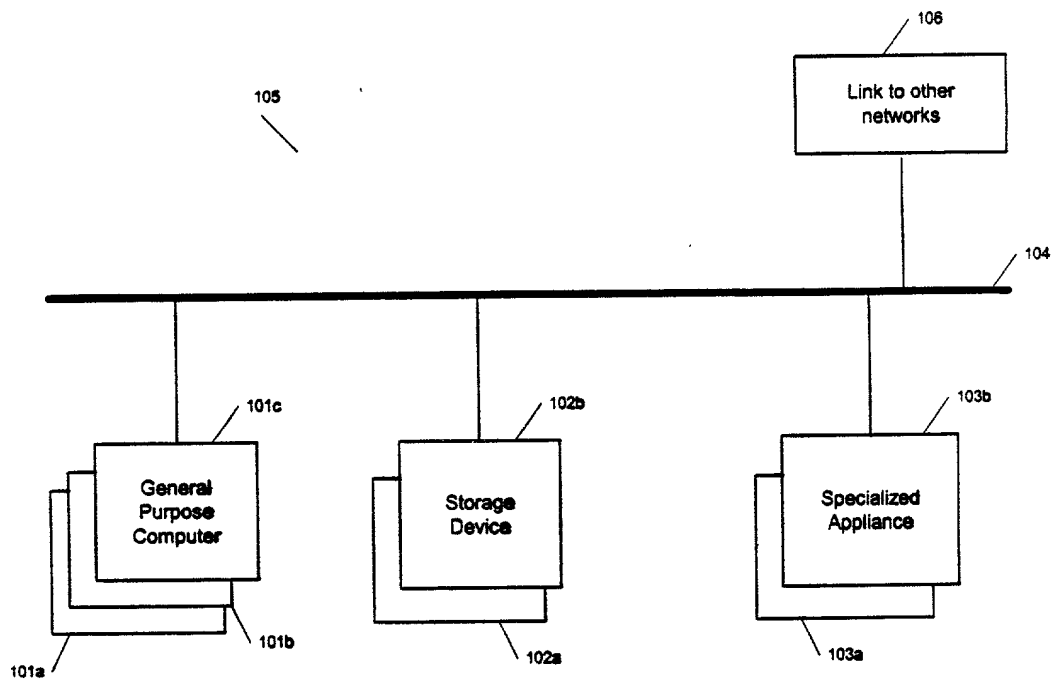 106
Link to other
networks
105
104
101c
102b
103b
General
Purpose
Computer
Storage
Device
Specialized
Appliance
101b
101a
102a
103a